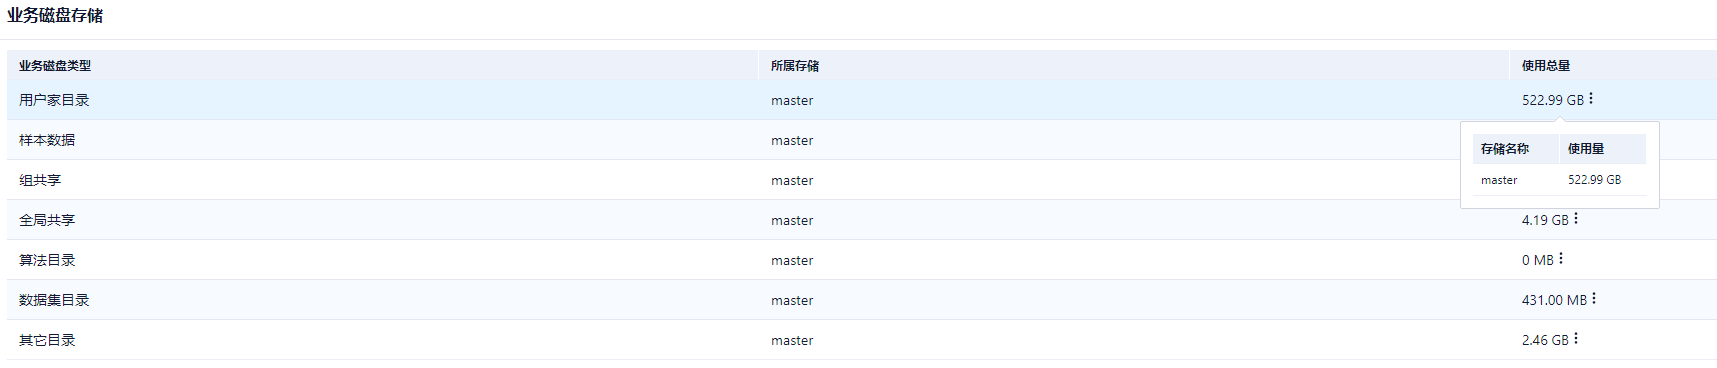 业务磁盘存储
业务磁盘类型 所属存储 使用总量
用户家目录 master 522.99 GB
样本数据 master
存储名称 使用量
组共享 master
master 522.99 GB
全局共享 master 4.19 GB
算法目录 master 0 MB
数据集目录 master 431.00 MB
其它目录 master 2.46 GB